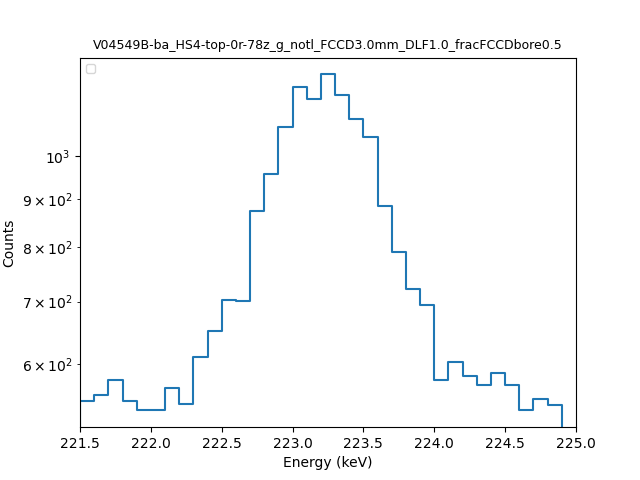 V04549B-ba_HS4-top-0r-78z_g_notl_FCCD3.0mm_DLF1.0_fracFCCDbore0.5
10³
9 × 10²
8 × 10²
7 × 10²
6 × 10²
Counts
221.5 222.0 222.5 223.0 223.5 224.0 224.5 225.0
Energy (keV)